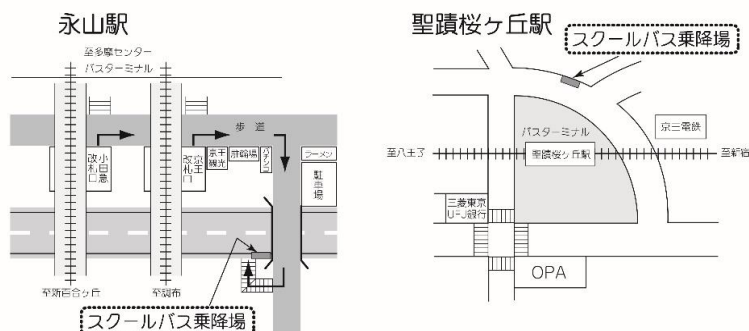 永山駅
至多摩センター
バスターミナル
歩道
小田急
改札口
京王
改札口
京王
観光
駐輪場
パチンコ
ラーメン
駐車場
至新百合ヶ丘
至調布
スクールバス乗降場
聖蹟桜ヶ丘駅
スクールバス乗降場
バスターミナル
京王電鉄
至八王子
聖蹟桜ヶ丘駅
至新宿
三菱東京
UFJ銀行
OPA